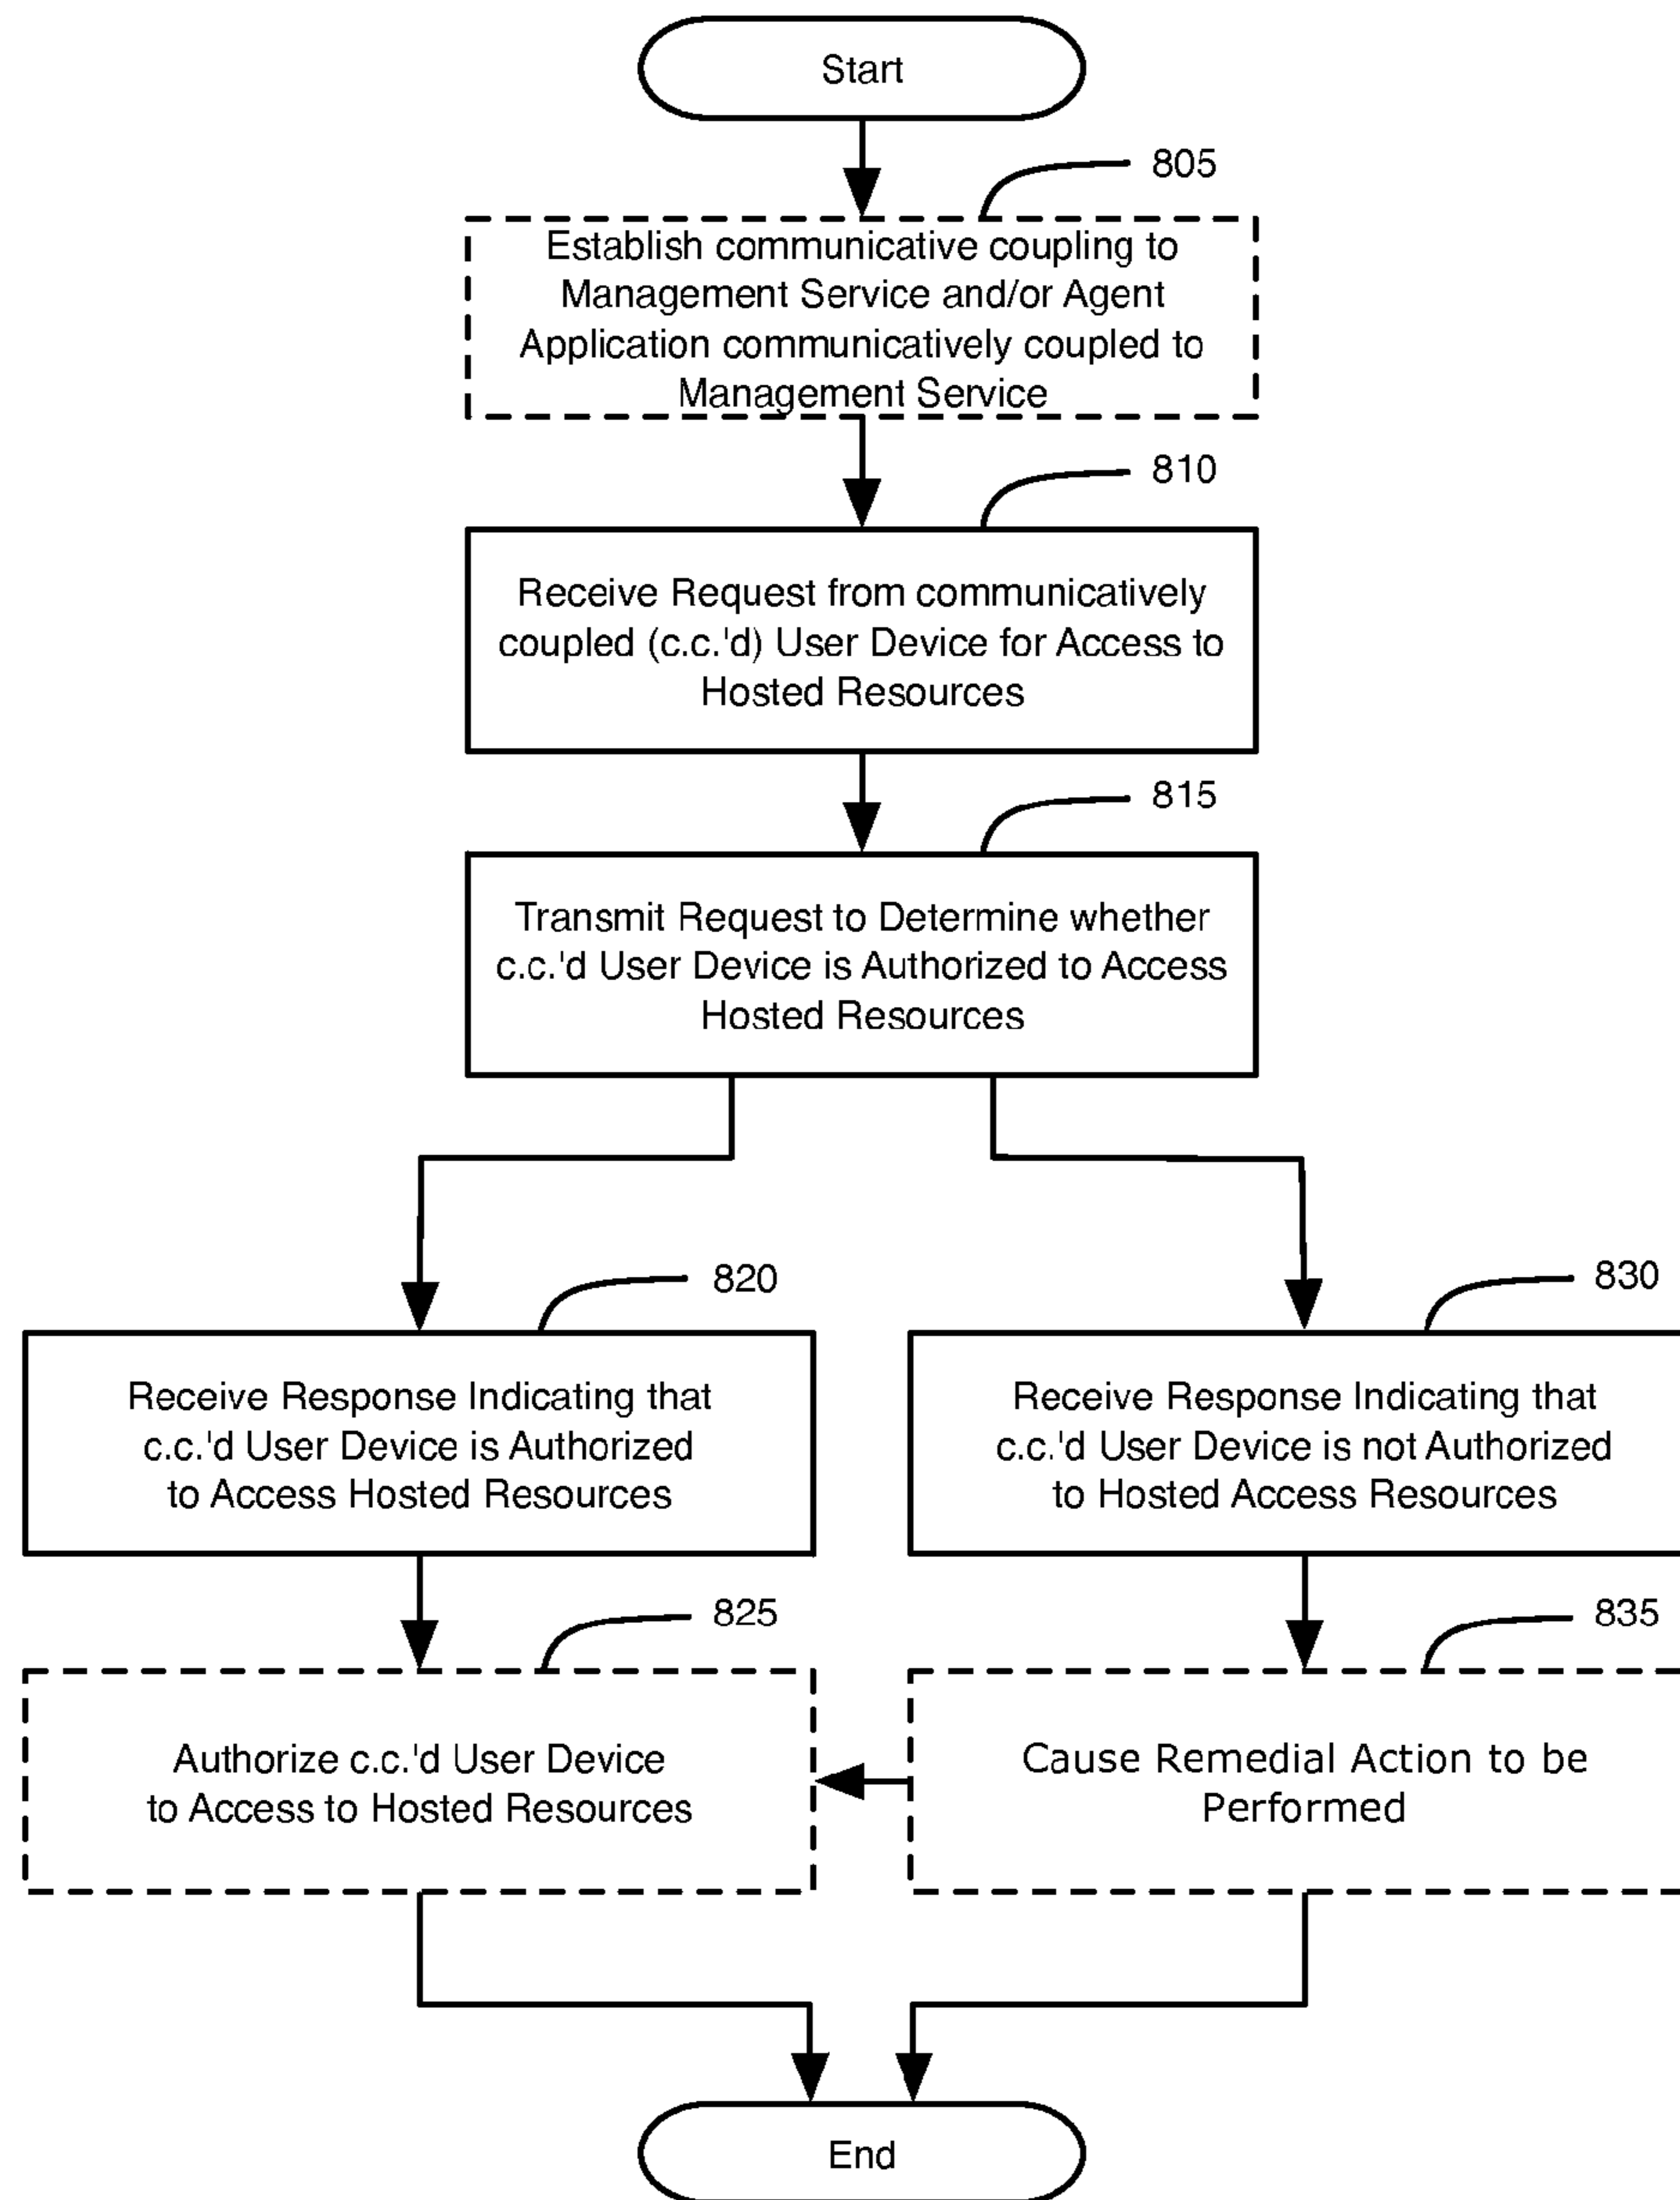 Start
805
Establish communicative coupling to
Management Service and/or Agent
Application communicatively coupled to
Management Service
810
Receive Request from communicatively
coupled (c.c.'d) User Device for Access to
Hosted Resources
815
Transmit Request to Determine whether
c.c.'d User Device is Authorized to Access
Hosted Resources
820
Receive Response Indicating that
c.c.'d User Device is Authorized
to Access Hosted Resources
830
Receive Response Indicating that
c.c.'d User Device is not Authorized
to Hosted Access Resources
825
Authorize c.c.'d User Device
to Access to Hosted Resources
835
Cause Remedial Action to be
Performed
End